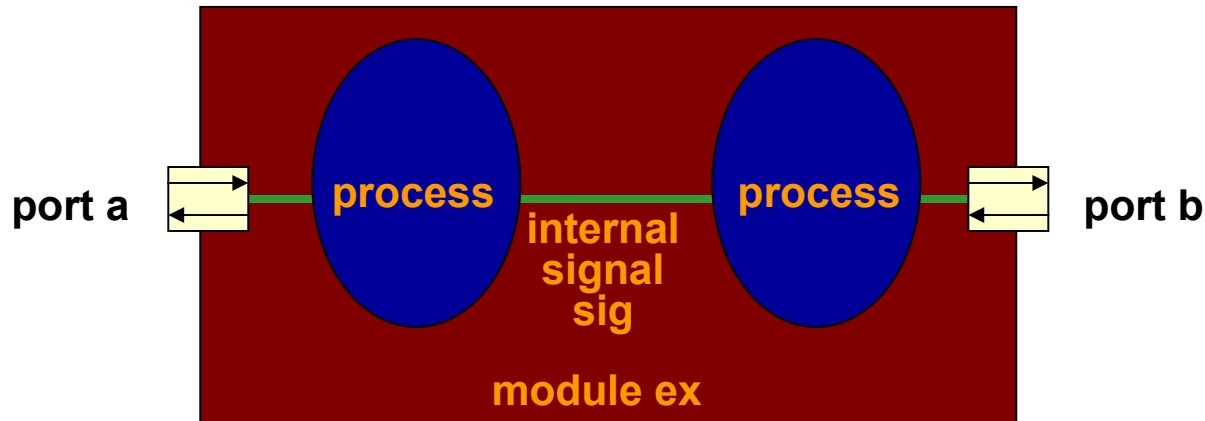 port a
process
internal
signal
sig
process
port b
module ex